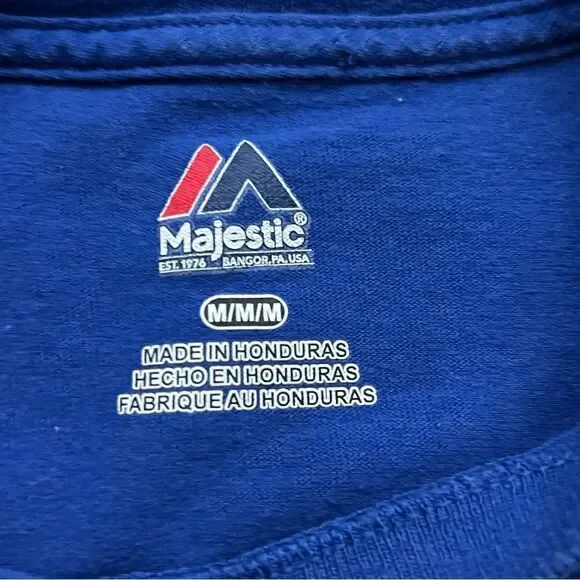 Majestic®
EST. 1976 BANGOR, PA. USA
M/M/M
MADE IN HONDURAS
HECHO EN HONDURAS
FABRIQUE AU HONDURAS